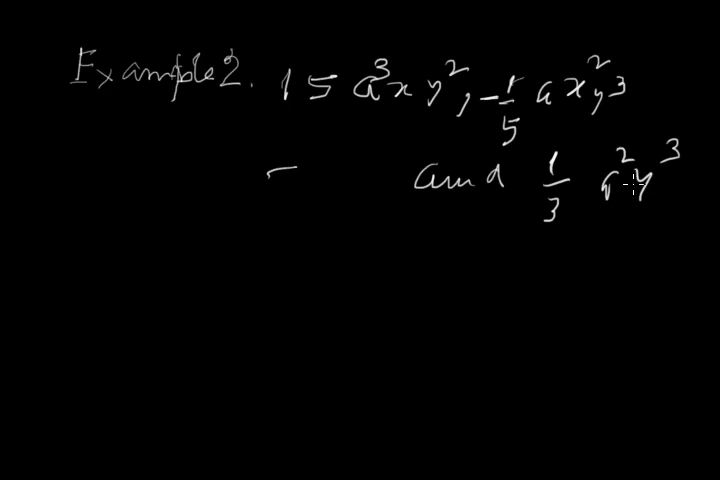 Example 2. 15 a³xy², -1/5 ax²y³
and 1/3 a²y³